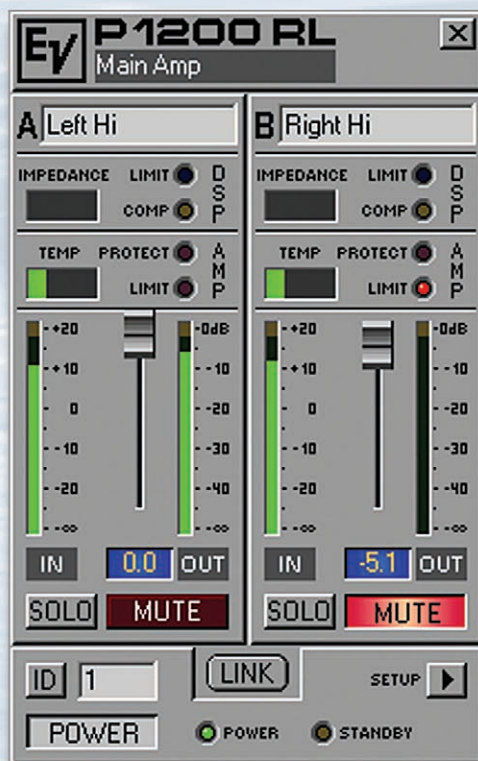 EV P1200 RL
Main Amp
A Left Hi
IMPEDANCE LIMIT DSP
COMP
TEMP PROTECT AMP
LIMIT
+20 -0dB
+10 -10
0 -20
-10 -30
-20 -40
-∞ -∞
IN 0.0 OUT
SOLO MUTE
B Right Hi
IMPEDANCE LIMIT DSP
COMP
TEMP PROTECT AMP
LIMIT
+20 -0dB
+10 -10
0 -20
-10 -30
-20 -40
-∞ -∞
IN -5.1 OUT
SOLO MUTE
ID 1 LINK SETUP
POWER POWER STANDBY